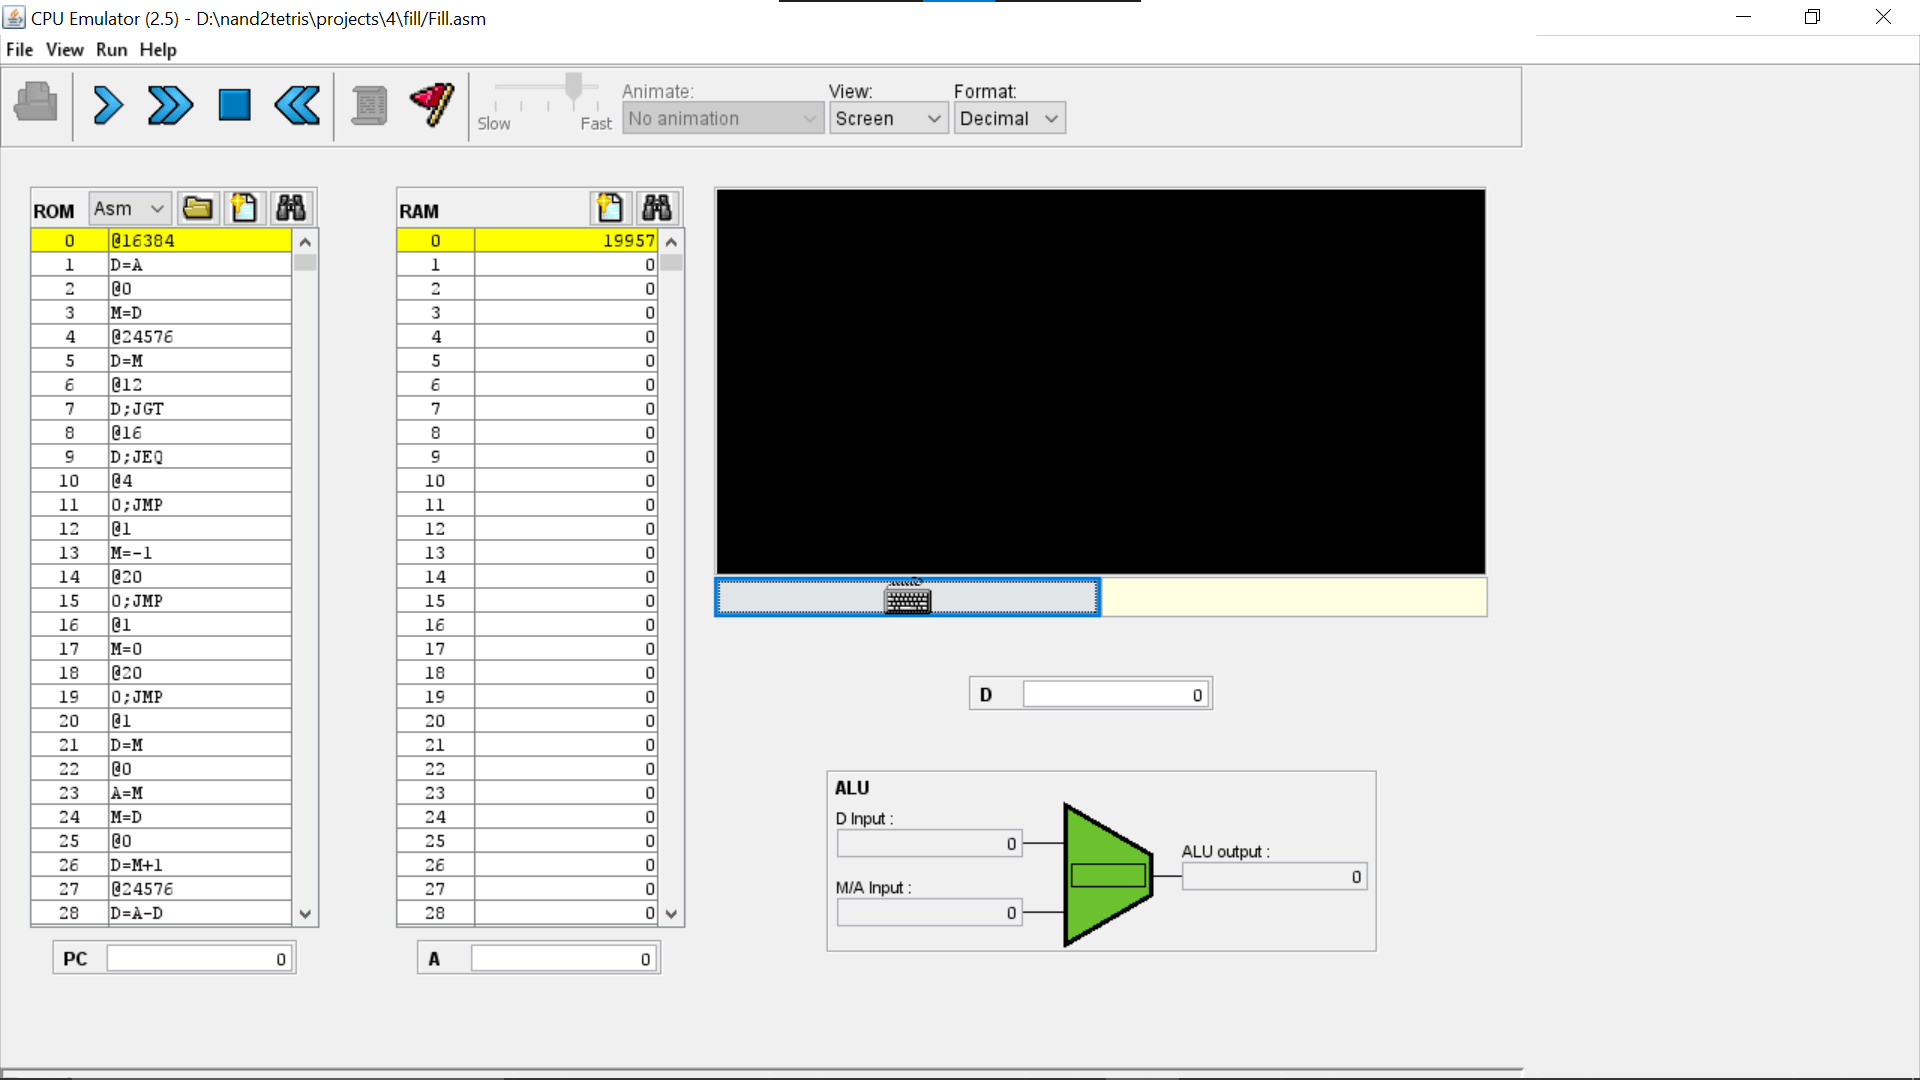 CPU Emulator (2.5) - D:\nand2tetris\projects\4\fill/Fill.asm
File View Run Help
Slow Fast
Animate:
No animation
View:
Screen
Format:
Decimal
ROM Asm
0 @16384
1 D=A
2 @0
3 M=D
4 @24576
5 D=M
6 @12
7 D;JGT
8 @16
9 D;JEQ
10 @4
11 0;JMP
12 @1
13 M=-1
14 @20
15 0;JMP
16 @1
17 M=0
18 @20
19 0;JMP
20 @1
21 D=M
22 @0
23 A=M
24 M=D
25 @0
26 D=M+1
27 @24576
28 D=A-D
PC 0
RAM
0 19957
1 0
2 0
3 0
4 0
5 0
6 0
7 0
8 0
9 0
10 0
11 0
12 0
13 0
14 0
15 0
16 0
17 0
18 0
19 0
20 0
21 0
22 0
23 0
24 0
25 0
26 0
27 0
28 0
A 0
D 0
ALU
D Input :
0
M/A Input :
0
ALU output :
0